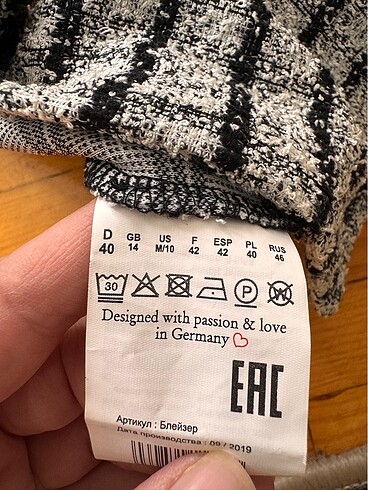 D GB US F ESP PL RUS
40 14 M/10 42 42 40 46
30 P W
Designed with passion & love
in Germany
EAC
Артикул : Блейзер
Дата производства : 09 / 2019